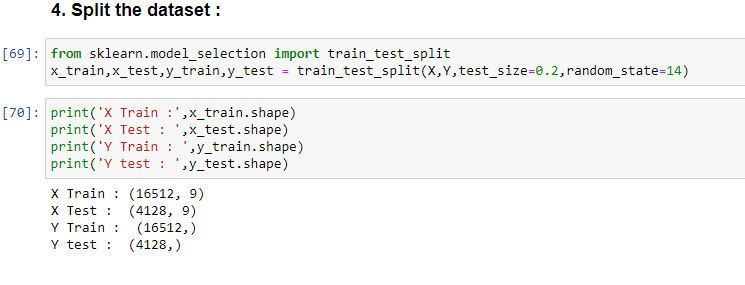 4. Split the dataset :
[69]: from sklearn.model_selection import train_test_split
x_train,x_test,y_train,y_test = train_test_split(X,Y,test_size=0.2,random_state=14)
[70]: print('X Train :',x_train.shape)
print('X Test : ',x_test.shape)
print('Y Train : ',y_train.shape)
print('Y test : ',y_test.shape)
X Train : (16512, 9)
X Test :  (4128, 9)
Y Train :  (16512,)
Y test :  (4128,)